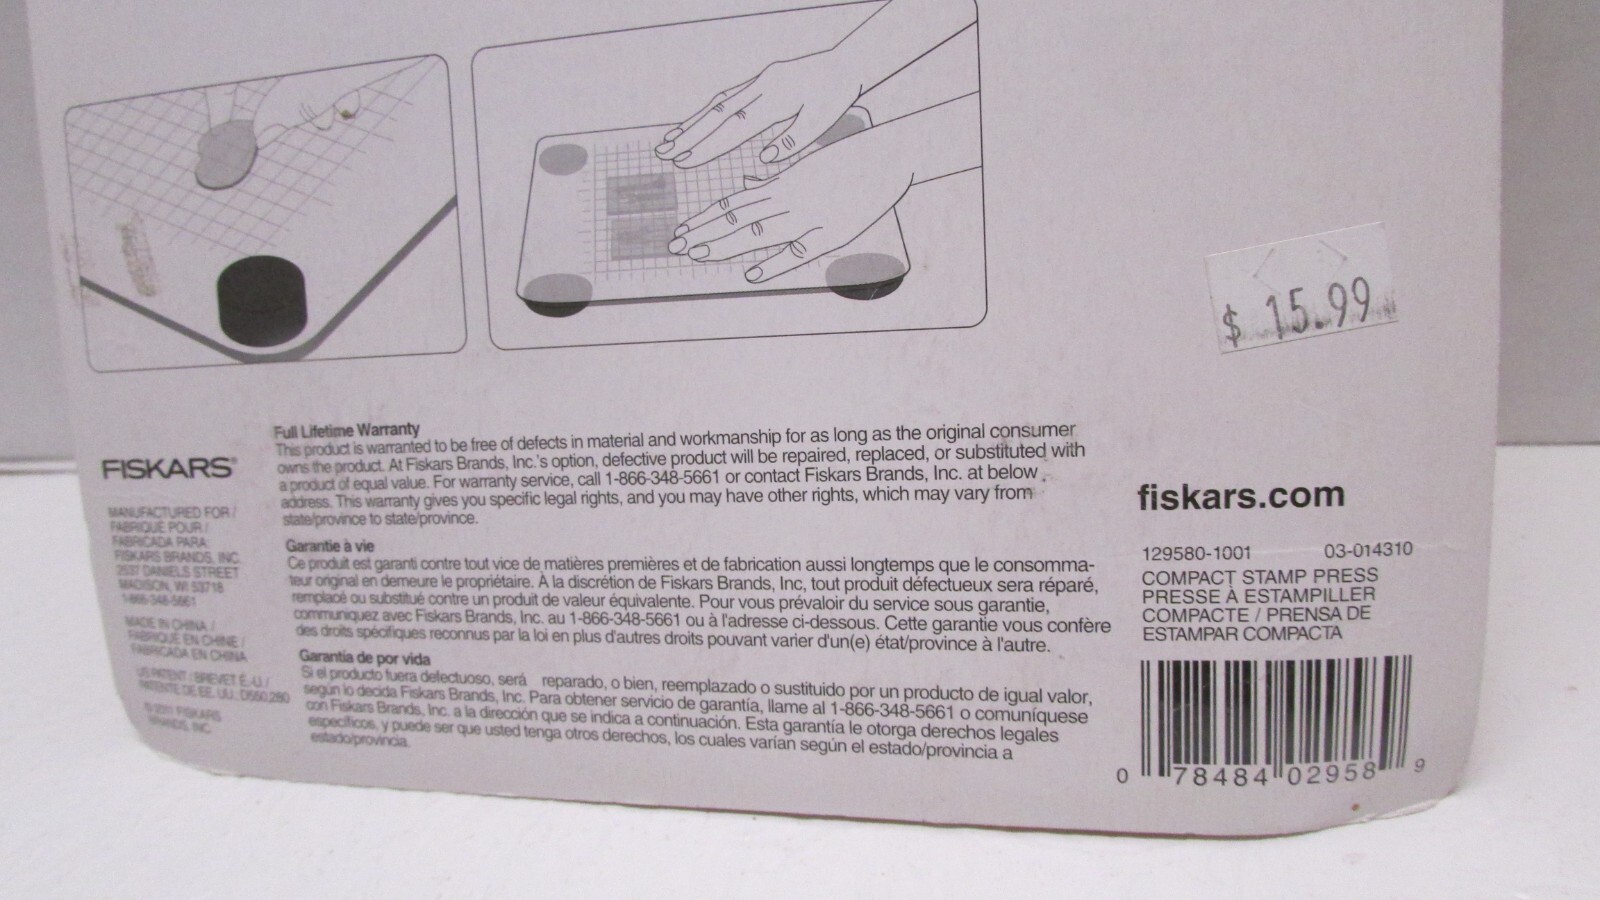 $ 15.99
FISKARS®
MANUFACTURED FOR /
FABRIQUÉ POUR /
FABRICADA PARA:
FISKARS BRANDS, INC.
2537 DANIELS STREET
MADISON, WI 53718
1-866-348-5661
MADE IN CHINA /
FABRIQUÉ EN CHINE /
FABRICADA EN CHINA
US PATENT / BREVET É.-U. /
PATENTE DE EE. UU.: D550,280
© 2011 FISKARS
BRANDS, INC.
Full Lifetime Warranty
This product is warranted to be free of defects in material and workmanship for as long as the original consumer
owns the product. At Fiskars Brands, Inc.'s option, defective product will be repaired, replaced, or substituted with
a product of equal value. For warranty service, call 1-866-348-5661 or contact Fiskars Brands, Inc. at below
address. This warranty gives you specific legal rights, and you may have other rights, which may vary from
state/province to state/province.
Garantie à vie
Ce produit est garanti contre tout vice de matières premières et de fabrication aussi longtemps que le consomma-
teur original en demeure le propriétaire. À la discrétion de Fiskars Brands, Inc, tout produit défectueux sera réparé,
remplacé ou substitué contre un produit de valeur équivalente. Pour vous prévaloir du service sous garantie,
communiquez avec Fiskars Brands, Inc. au 1-866-348-5661 ou à l'adresse ci-dessous. Cette garantie vous confère
des droits spécifiques reconnus par la loi en plus d'autres droits pouvant varier d'un(e) état/province à l'autre.
Garantía de por vida
Si el producto fuera defectuoso, será reparado, o bien, reemplazado o sustituido por un producto de igual valor,
según lo decida Fiskars Brands, Inc. Para obtener servicio de garantía, llame al 1-866-348-5661 o comuníquese
con Fiskars Brands, Inc. a la dirección que se indica a continuación. Esta garantía le otorga derechos legales
específicos, y puede ser que usted tenga otros derechos, los cuales varían según el estado/provincia a
estado/provincia.
fiskars.com
129580-1001 03-014310
COMPACT STAMP PRESS
PRESSE À ESTAMPILLER
COMPACTE / PRENSA DE
ESTAMPAR COMPACTA
0 78484 02958 9